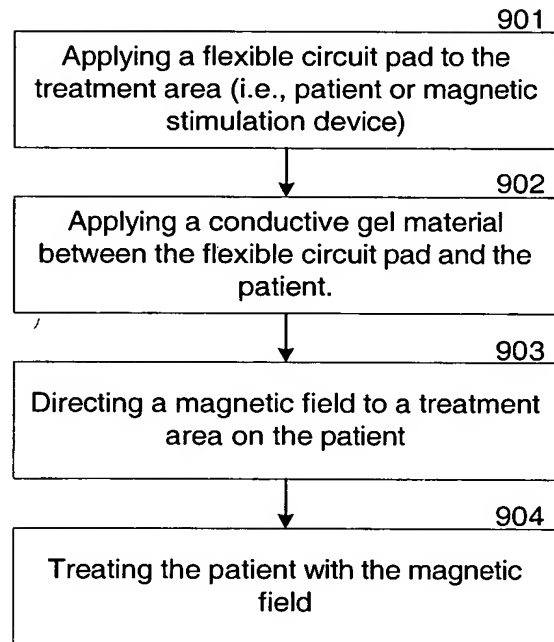 901
Applying a flexible circuit pad to the
treatment area (i.e., patient or magnetic
stimulation device)
902
Applying a conductive gel material
between the flexible circuit pad and the
patient.
903
Directing a magnetic field to a treatment
area on the patient
904
Treating the patient with the magnetic
field